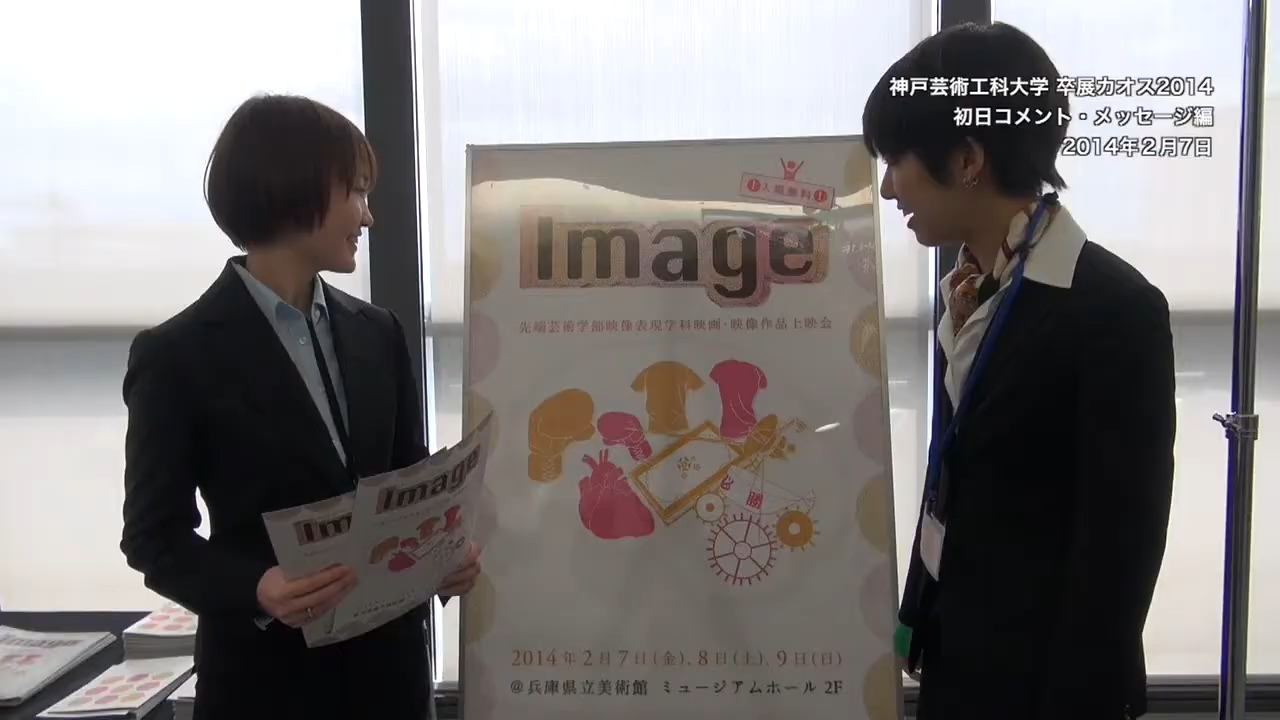 神戸芸術工科大学 卒展カオス2014
初日コメント・メッセージ編
2014年2月7日
!入場無料!
Image
先端芸術学部映像表現学科映画・映像作品上映会
必勝
2014年2月7日(金)、8日(土)、9日(日)
@兵庫県立美術館 ミュージアムホール 2F
Image
Im